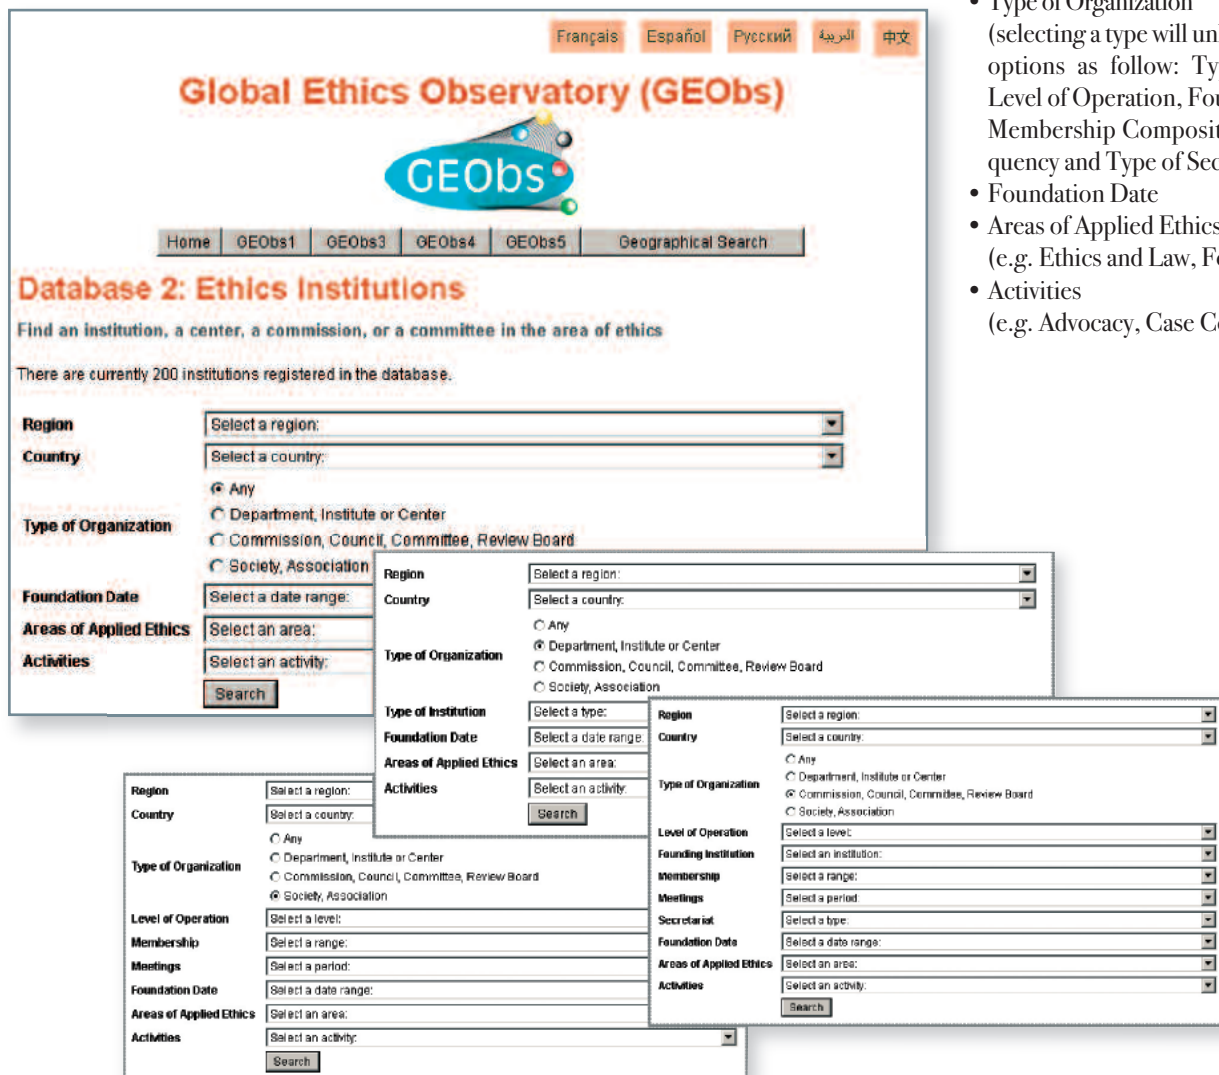 Français Español Русский العربية 中文
Global Ethics Observatory (GEObs)
GEObs
Home GEObs1 GEObs3 GEObs4 GEObs5 Geographical Search
Database 2: Ethics Institutions
Find an institution, a center, a commission, or a committee in the area of ethics
There are currently 200 institutions registered in the database.
Region Select a region:
Country Select a country:
Any
Department, Institute or Center
Type of Organization
Commission, Council, Committee, Review Board
Society, Association
Foundation Date Select a date range:
Areas of Applied Ethics Select an area:
Activities Select an activity:
Search
Region Select a region:
Country Select a country:
Any
Department, Institute or Center
Type of Organization
Commission, Council, Committee, Review Board
Society, Association
Type of Institution Select a type:
Foundation Date Select a date range:
Areas of Applied Ethics Select an area:
Activities Select an activity:
Search
Region Select a region:
Country Select a country:
Any
Department, Institute or Center
Type of Organization
Commission, Council, Committee, Review Board
Society, Association
Level of Operation Select a level:
Founding Institution Select an institution:
Membership Select a range:
Meetings Select a period:
Secretariat Select a type:
Foundation Date Select a date range:
Areas of Applied Ethics Select an area:
Activities Select an activity:
Search
Region Select a region:
Country Select a country:
Any
Department, Institute or Center
Type of Organization
Commission, Council, Committee, Review Board
Society, Association
Level of Operation Select a level:
Membership Select a range:
Meetings Select a period:
Foundation Date Select a date range:
Areas of Applied Ethics Select an area:
Activities Select an activity:
Search
• Type of Organization
(selecting a type will
options as follow:
Level of Operation,
Membership
quency and Type of
• Foundation Date
• Areas of Applied Ethics
(e.g. Ethics and Law,
• Activities
(e.g. Advocacy, Case